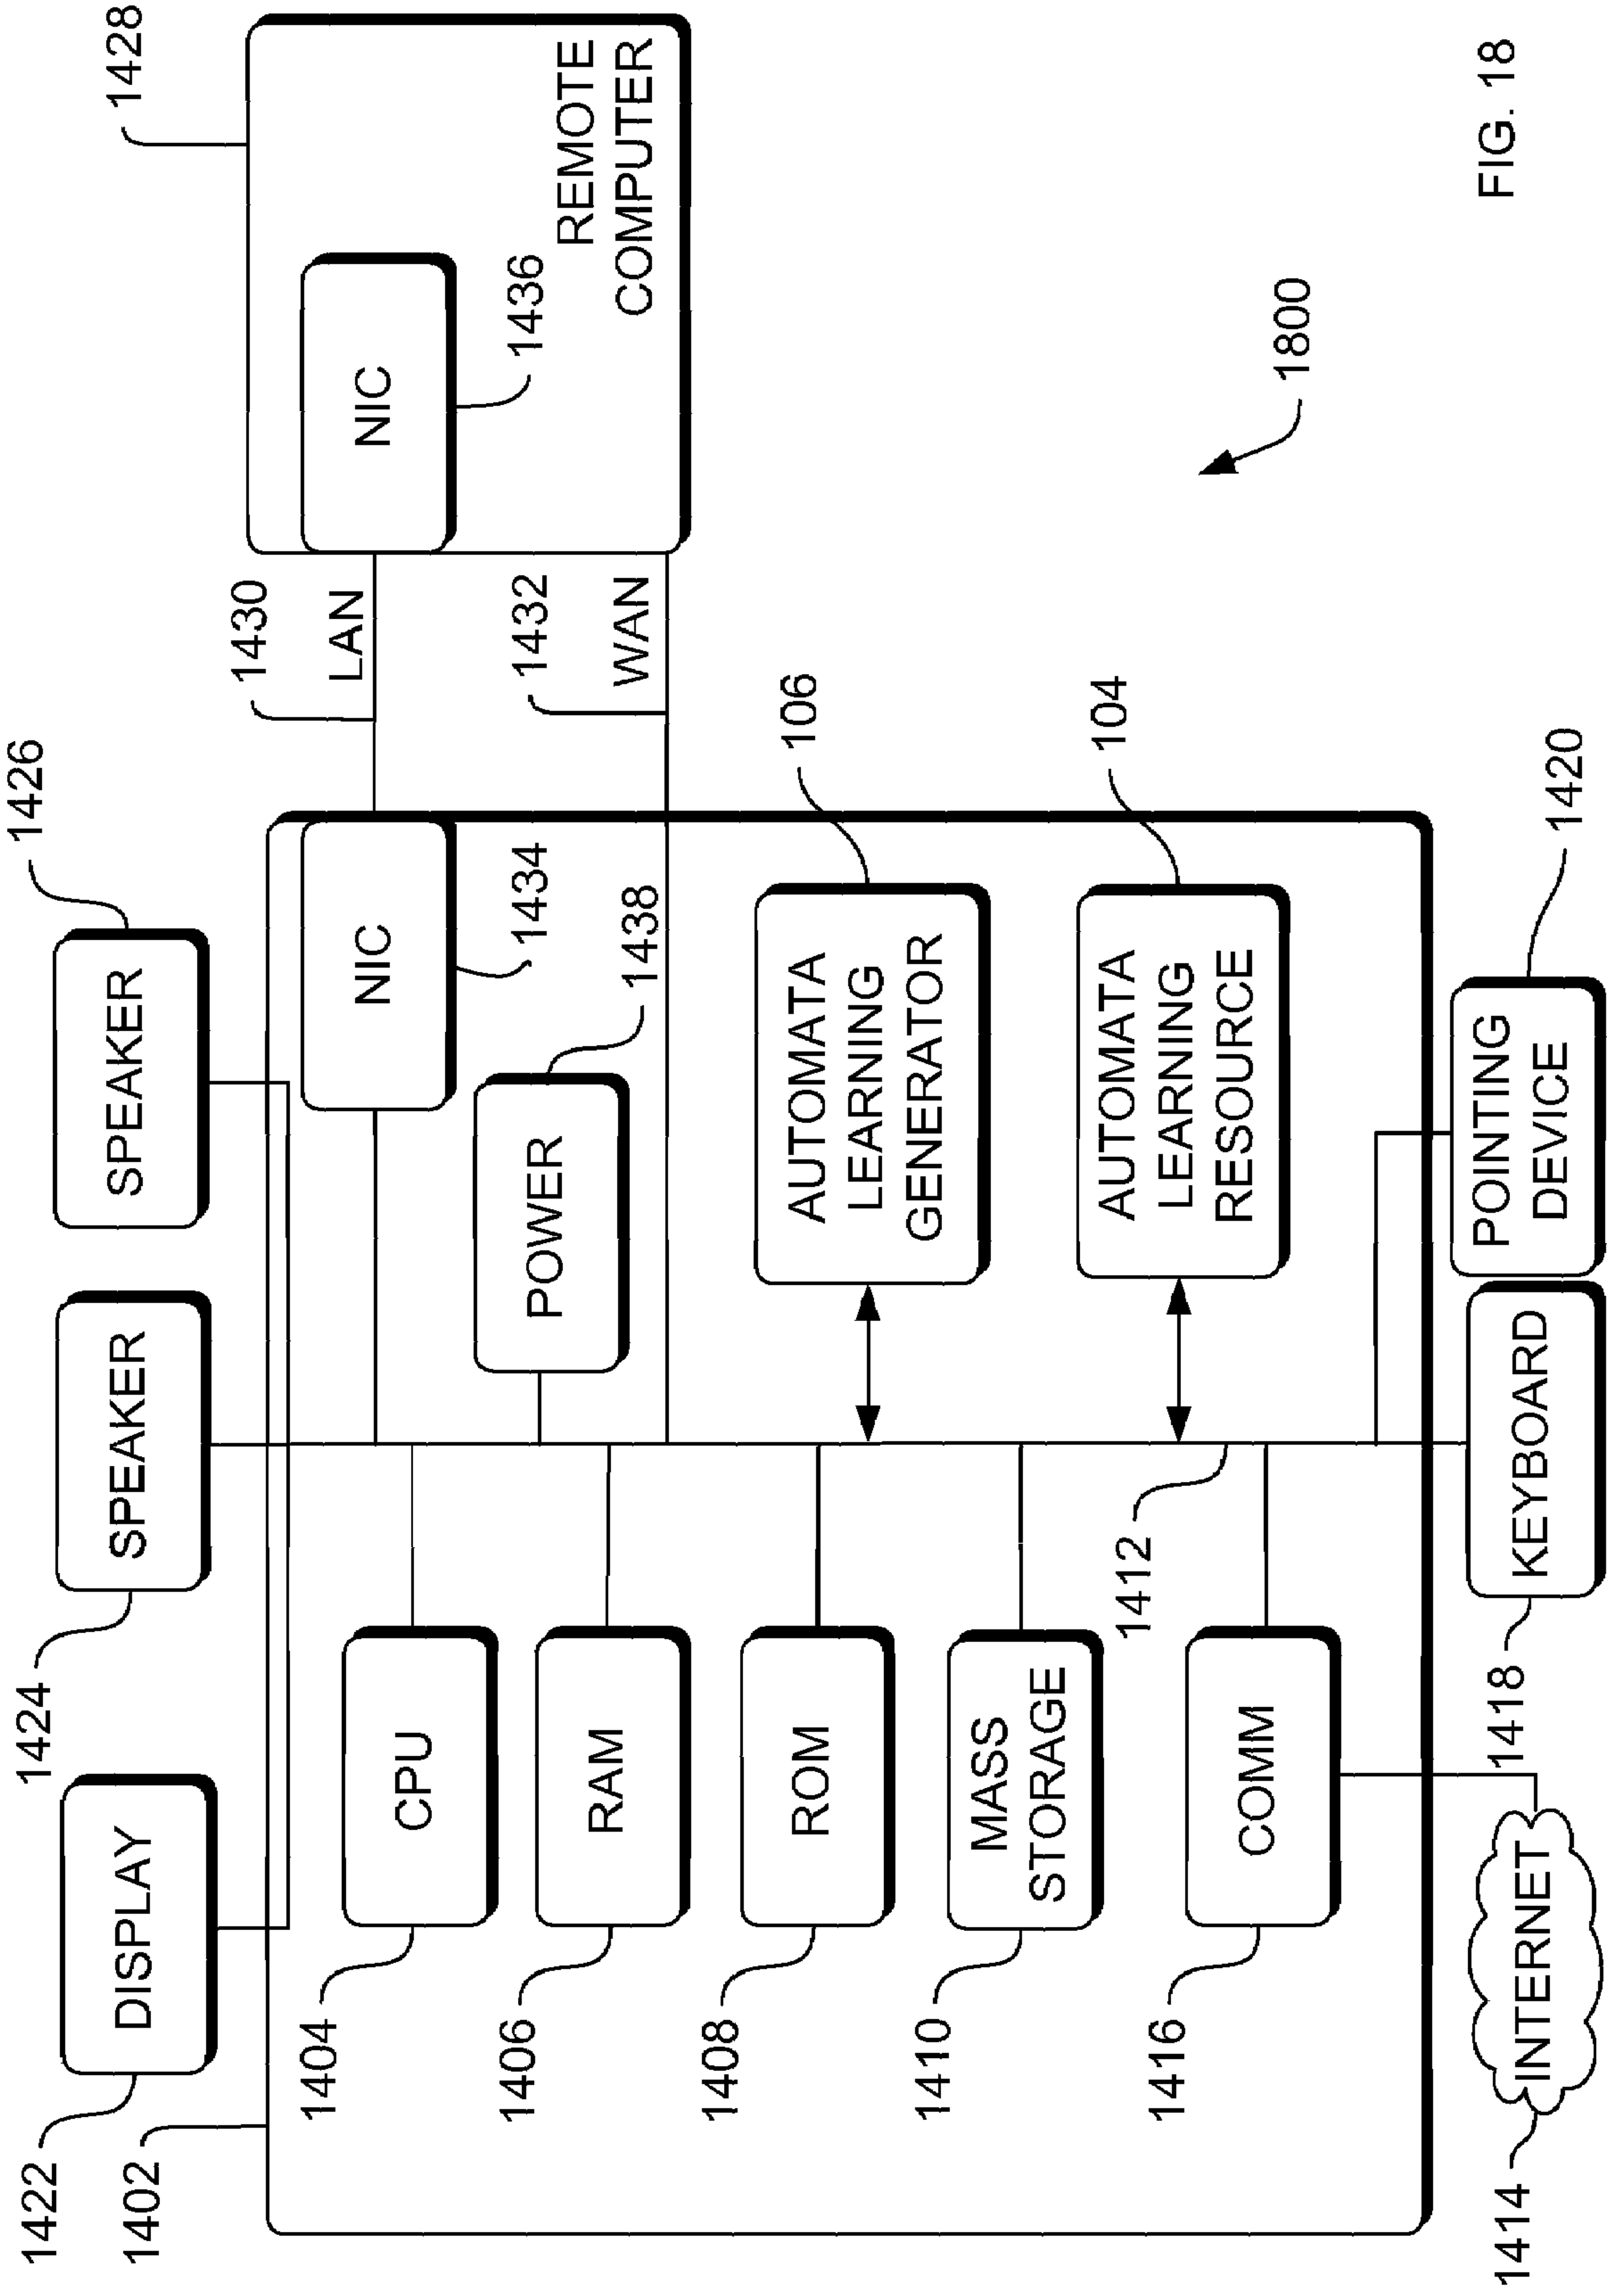 1422
DISPLAY
1424
SPEAKER
SPEAKER
1426
1428
1402
1404
CPU
NIC
1434
1430
LAN
NIC
1436
REMOTE
COMPUTER
1406
RAM
POWER
1438
1432
WAN
1408
ROM
AUTOMATA
LEARNING
GENERATOR
106
1410
MASS
STORAGE
1412
AUTOMATA
LEARNING
RESOURCE
104
1416
COMM
1800
1414
INTERNET
1418
KEYBOARD
POINTING
DEVICE
1420
FIG. 18